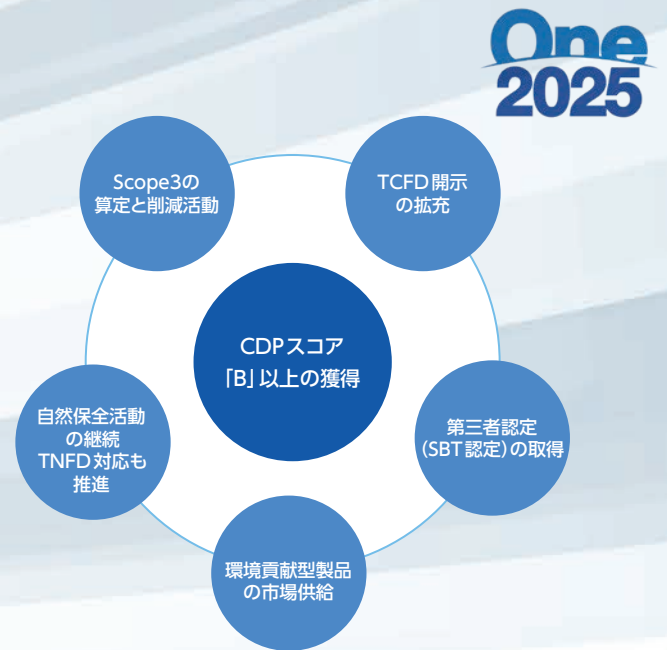 One
2025
Scope3の
算定と削減活動
TCFD開示
の拡充
CDPスコア
「B」以上の獲得
自然保全活動
の継続
TNFD対応も
推進
第三者認定
(SBT認定)の取得
環境貢献型製品
の市場供給